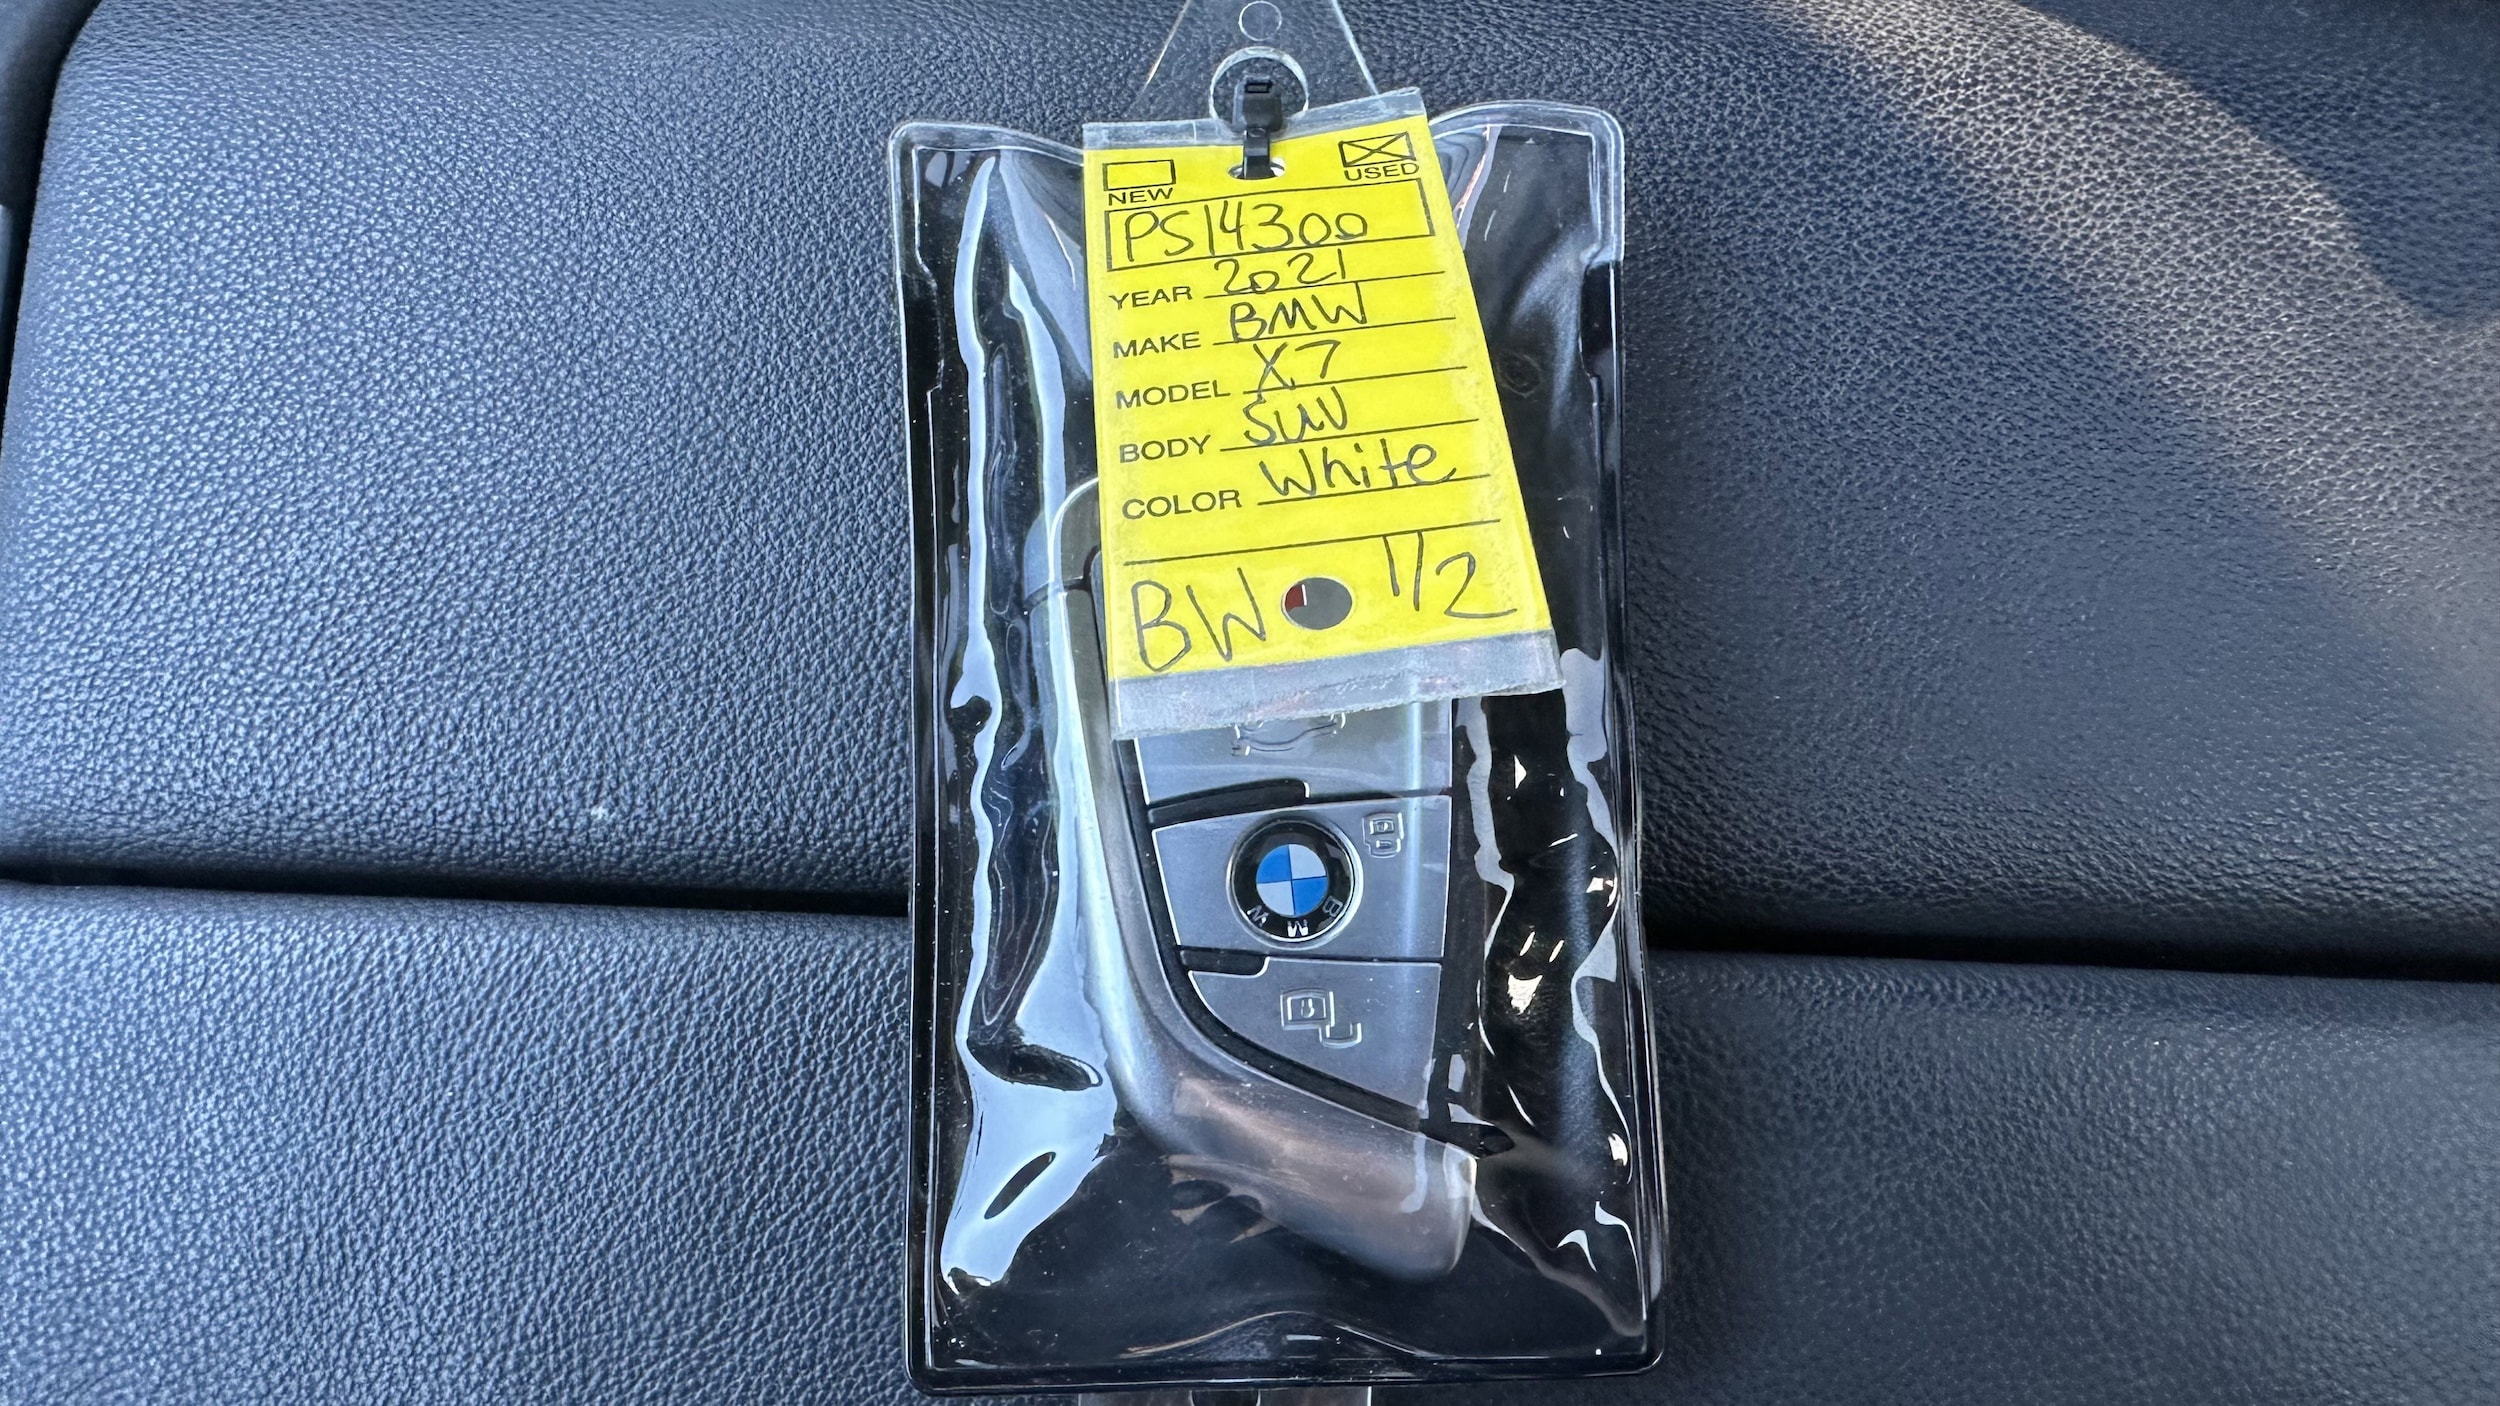 NEW USED
PS14300
YEAR 2021
MAKE BMW
MODEL X7
BODY SUV
COLOR White
BW 1/2
BMW